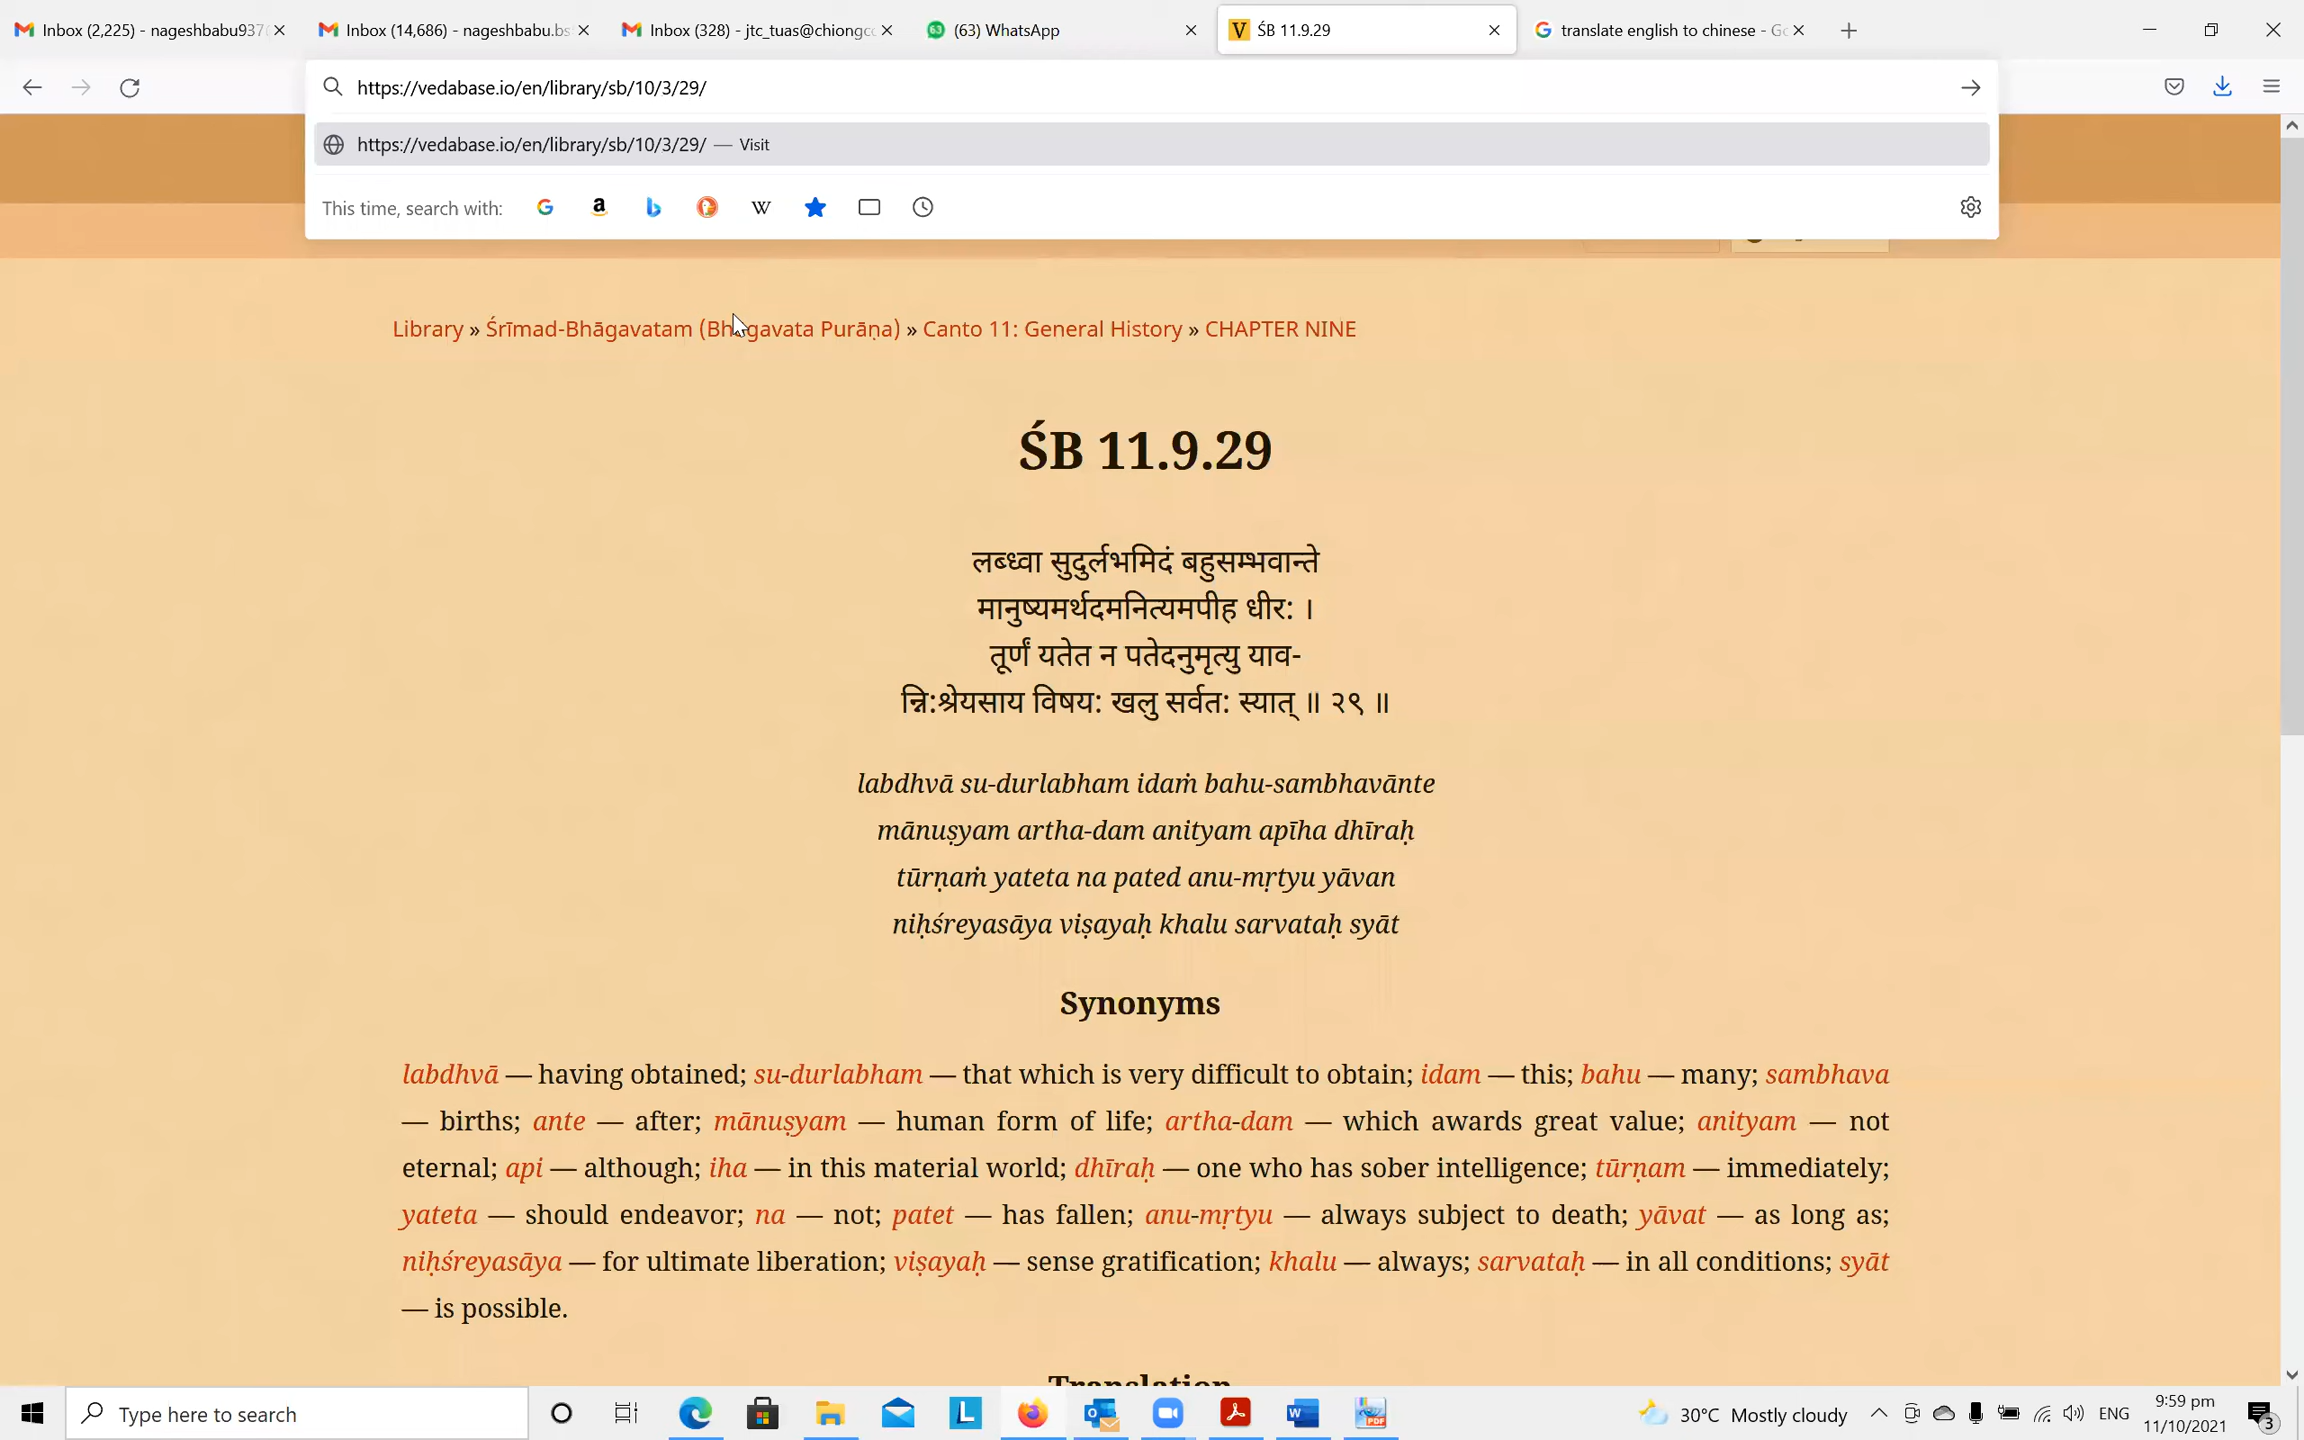 Inbox (2,225) - nageshbabu937(
Inbox (14,686) - nageshbabu.bs
Inbox (328) - jtc_tuas@chiongcc
63 (63) WhatsApp
V ŚB 11.9.29
translate english to chinese - Go
https://vedabase.io/en/library/sb/10/3/29/
https://vedabase.io/en/library/sb/10/3/29/ — Visit
This time, search with:
Library » Śrīmad-Bhāgavatam (Bhāgavata Purāṇa) » Canto 11: General History » CHAPTER NINE
ŚB 11.9.29
लब्ध्वा सुदुर्लभमिदं बहुसम्भवान्ते
मानुष्यमर्थदमनित्यमपीह धीर: ।
तूर्णं यतेत न पतेदनुमृत्यु याव-
न्नि:श्रेयसाय विषय: खलु सर्वत: स्यात् ॥ २९ ॥
labdhvā su-durlabham idaṁ bahu-sambhavānte
mānuṣyam artha-dam anityam apīha dhīraḥ
tūrṇaṁ yateta na pated anu-mṛtyu yāvan
niḥśreyasāya viṣayaḥ khalu sarvataḥ syāt
Synonyms
labdhvā — having obtained; su-durlabham — that which is very difficult to obtain; idam — this; bahu — many; sambhava
— births; ante — after; mānuṣyam — human form of life; artha-dam — which awards great value; anityam — not
eternal; api — although; iha — in this material world; dhīraḥ — one who has sober intelligence; tūrṇam — immediately;
yateta — should endeavor; na — not; patet — has fallen; anu-mṛtyu — always subject to death; yāvat — as long as;
niḥśreyasāya — for ultimate liberation; viṣayaḥ — sense gratification; khalu — always; sarvataḥ — in all conditions; syāt
— is possible.
Translation
Type here to search
30°C Mostly cloudy
ENG
9:59 pm
11/10/2021
3